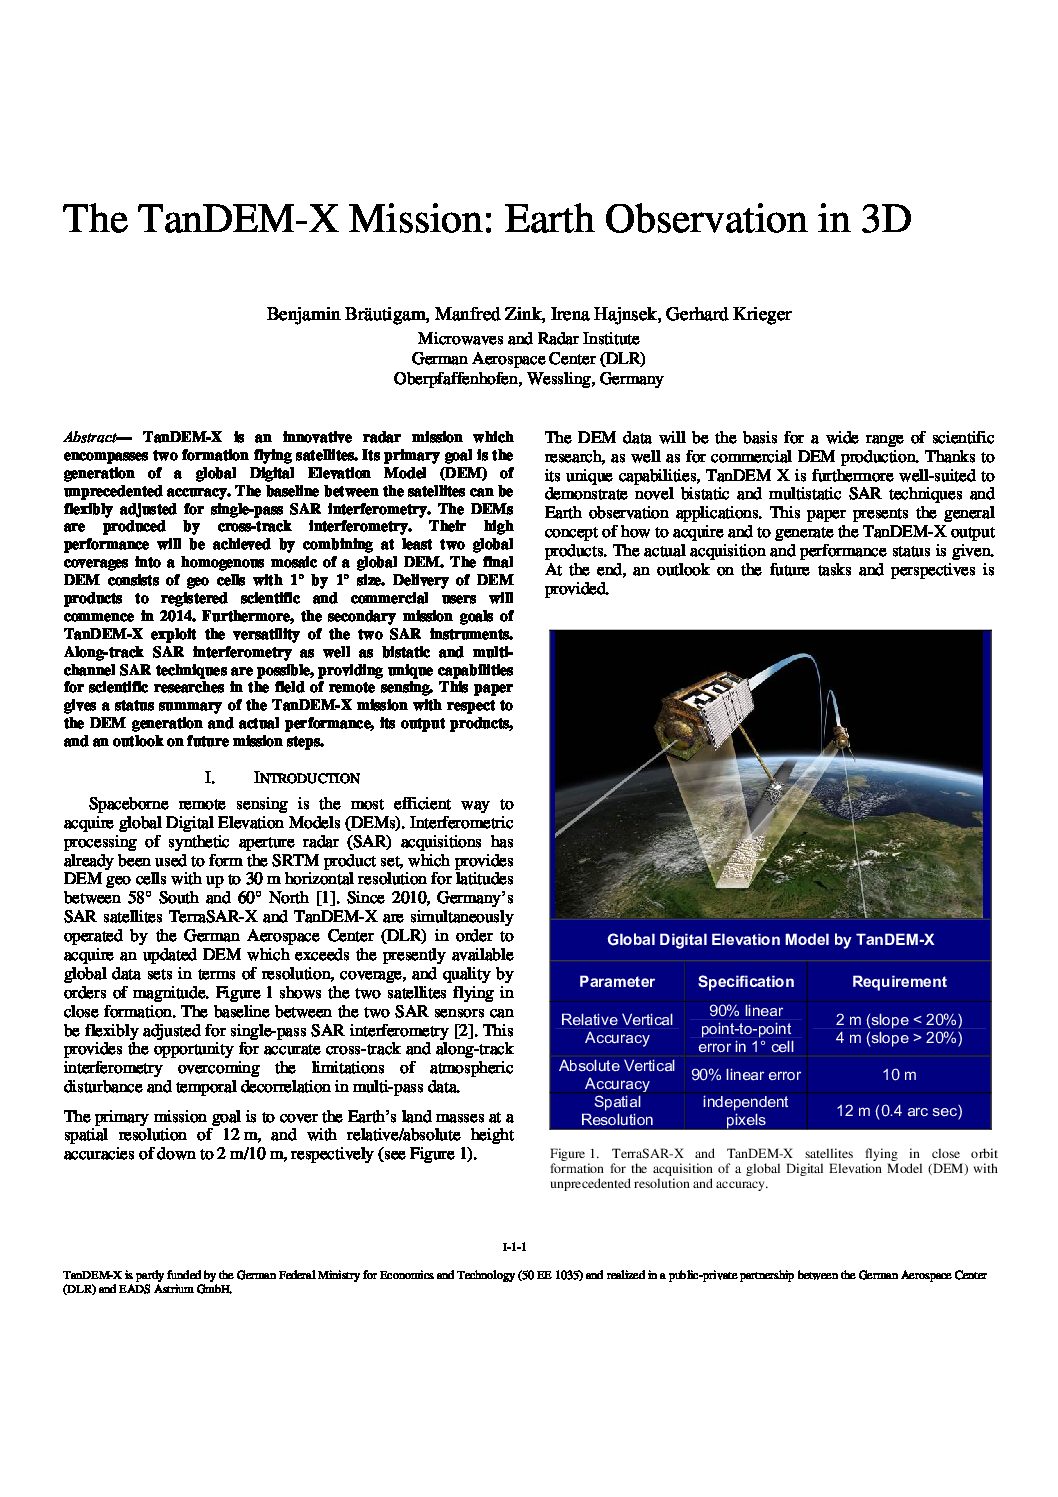 The TanDEM-X Mission: Earth Observation in 3D
Benjamin Bräutigam, Manfred Zink, Irena Hajnsek, Gerhard Krieger
Microwaves and Radar Institute
German Aerospace Center (DLR)
Oberpfaffenhofen, Wessling, Germany
Abstract— TanDEM-X is an innovative radar mission which
encompasses two formation flying satellites. Its primary goal is the
generation of a global Digital Elevation Model (DEM) of
unprecedented accuracy. The baseline between the satellites can be
flexibly adjusted for single-pass SAR interferometry. The DEMs
are produced by cross-track interferometry. Their high
performance will be achieved by combining at least two global
coverages into a homogenous mosaic of a global DEM. The final
DEM consists of geo cells with 1° by 1° size. Delivery of DEM
products to registered scientific and commercial users will
commence in 2014. Furthermore, the secondary mission goals of
TanDEM-X exploit the versatility of the two SAR instruments.
Along-track SAR interferometry as well as bistatic and multi-
channel SAR techniques are possible, providing unique capabilities
for scientific researches in the field of remote sensing. This paper
gives a status summary of the TanDEM-X mission with respect to
the DEM generation and actual performance, its output products,
and an outlook on future mission steps.
I. INTRODUCTION
Spaceborne remote sensing is the most efficient way to
acquire global Digital Elevation Models (DEMs). Interferometric
processing of synthetic aperture radar (SAR) acquisitions has
already been used to form the SRTM product set, which provides
DEM geo cells with up to 30 m horizontal resolution for latitudes
between 58° South and 60° North [1]. Since 2010, Germany's
SAR satellites TerraSAR-X and TanDEM-X are simultaneously
operated by the German Aerospace Center (DLR) in order to
acquire an updated DEM which exceeds the presently available
global data sets in terms of resolution, coverage, and quality by
orders of magnitude. Figure 1 shows the two satellites flying in
close formation. The baseline between the two SAR sensors can
be flexibly adjusted for single-pass SAR interferometry [2]. This
provides the opportunity for accurate cross-track and along-track
interferometry overcoming the limitations of atmospheric
disturbance and temporal decorrelation in multi-pass data.
The primary mission goal is to cover the Earth's land masses at a
spatial resolution of 12 m, and with relative/absolute height
accuracies of down to 2 m/10 m, respectively (see Figure 1).
The DEM data will be the basis for a wide range of scientific
research, as well as for commercial DEM production. Thanks to
its unique capabilities, TanDEM X is furthermore well-suited to
demonstrate novel bistatic and multistatic SAR techniques and
Earth observation applications. This paper presents the general
concept of how to acquire and to generate the TanDEM-X output
products. The actual acquisition and performance status is given.
At the end, an outlook on the future tasks and perspectives is
provided.
Global Digital Elevation Model by TanDEM-X
Parameter Specification Requirement
Relative Vertical Accuracy 90% linear point-to-point error in 1° cell 2 m (slope < 20%) 4 m (slope > 20%)
Absolute Vertical Accuracy 90% linear error 10 m
Spatial Resolution independent pixels 12 m (0.4 arc sec)
Figure 1. TerraSAR-X and TanDEM-X satellites flying in close orbit
formation for the acquisition of a global Digital Elevation Model (DEM) with
unprecedented resolution and accuracy.
I-1-1
TanDEM-X is partly funded by the German Federal Ministry for Economics and Technology (50 EE 1035) and realized in a public-private partnership between the German Aerospace Center
(DLR) and EADS Astrium GmbH.